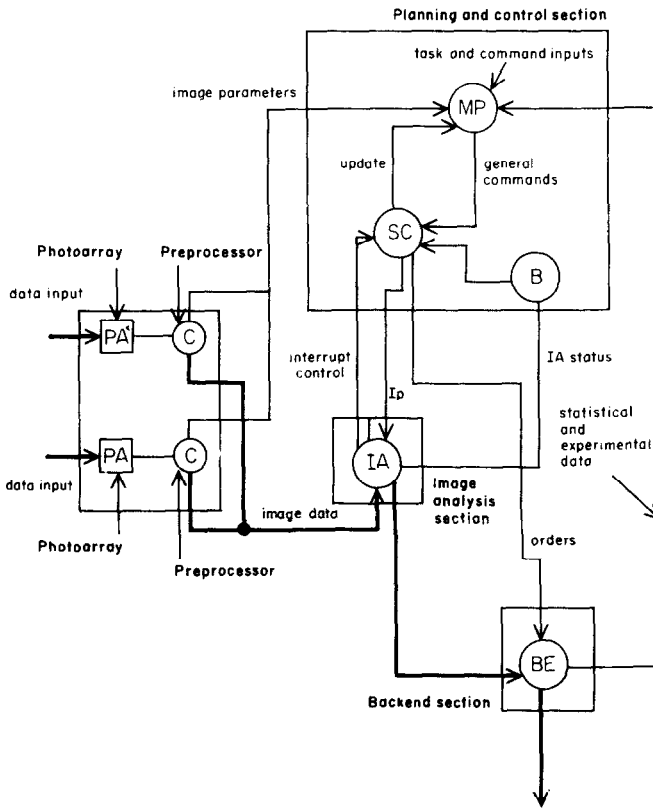 Planning and control section
task and command inputs
image parameters
MP
update
general
commands
SC
Photoarray
Preprocessor
B
data input
PA
C
interrupt
control
IA status
Ip
statistical
and
experimental
data
PA
C
IA
data input
Image
analysis
section
image data
orders
Photoarray
Preprocessor
BE
Backend section